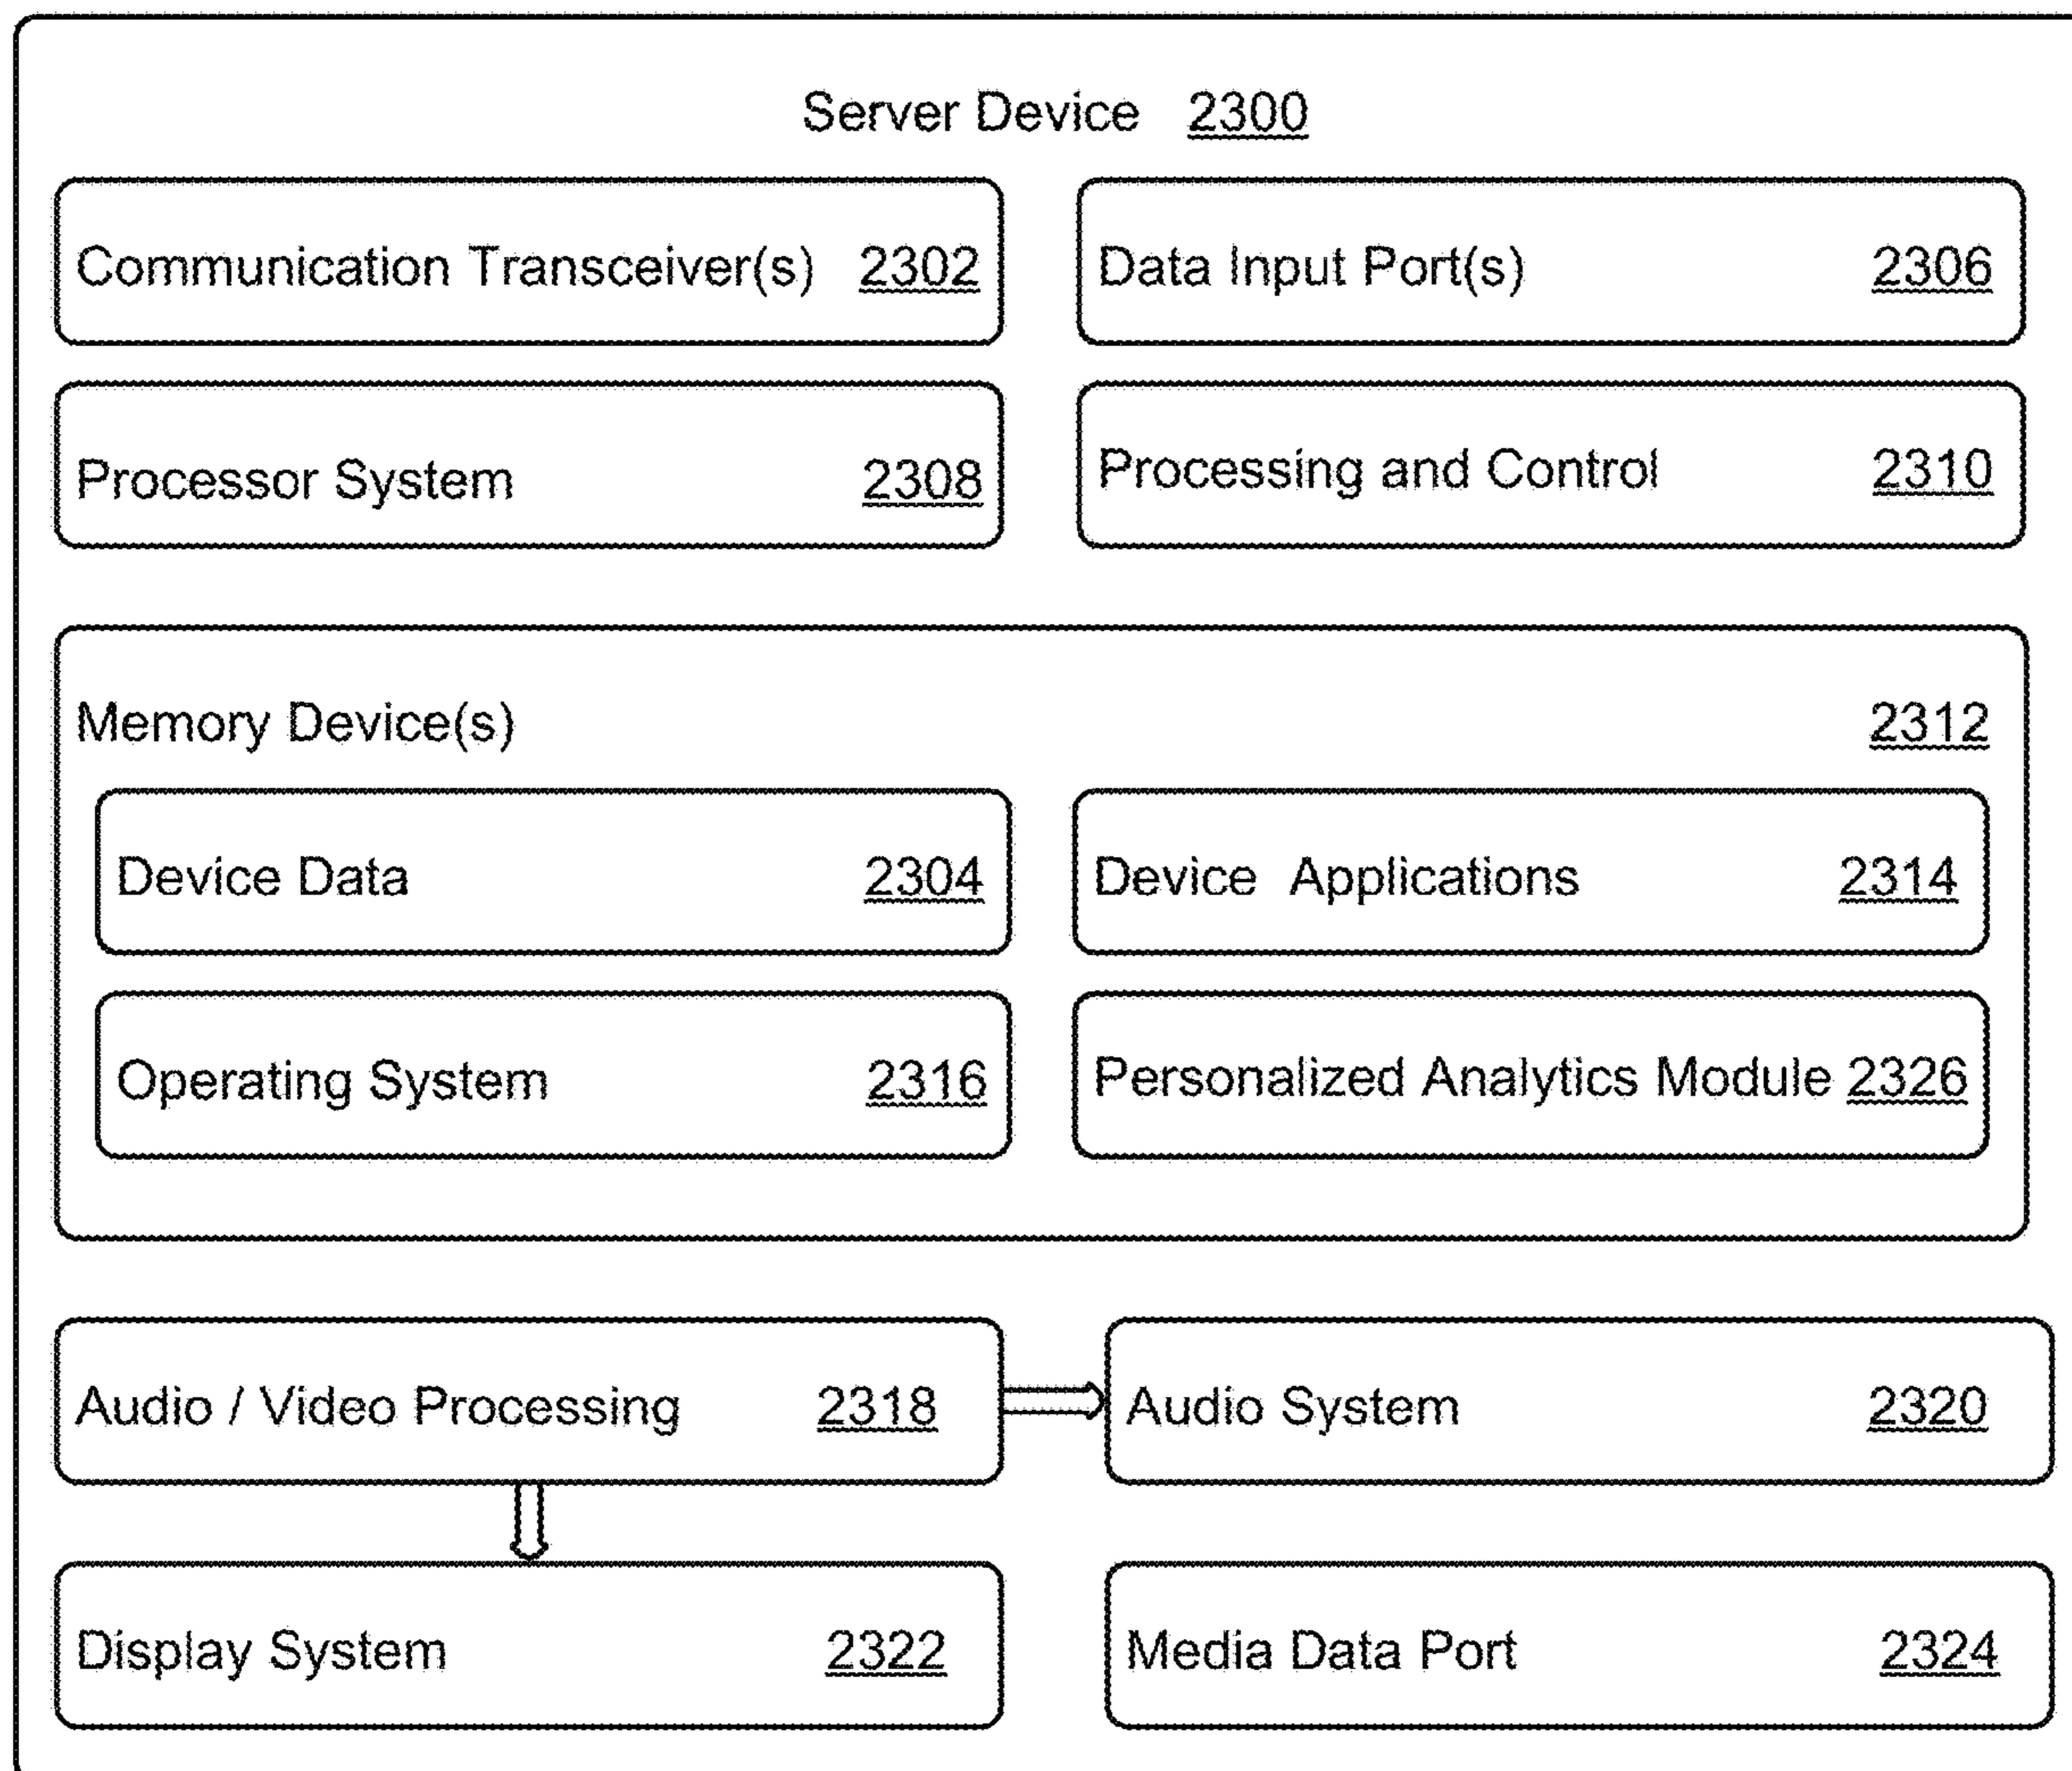 Server Device 2300
Communication Transceiver(s) 2302
Data Input Port(s) 2306
Processor System 2308
Processing and Control 2310
Memory Device(s) 2312
Device Data 2304
Device Applications 2314
Operating System 2316
Personalized Analytics Module 2326
Audio / Video Processing 2318
Audio System 2320
Display System 2322
Media Data Port 2324